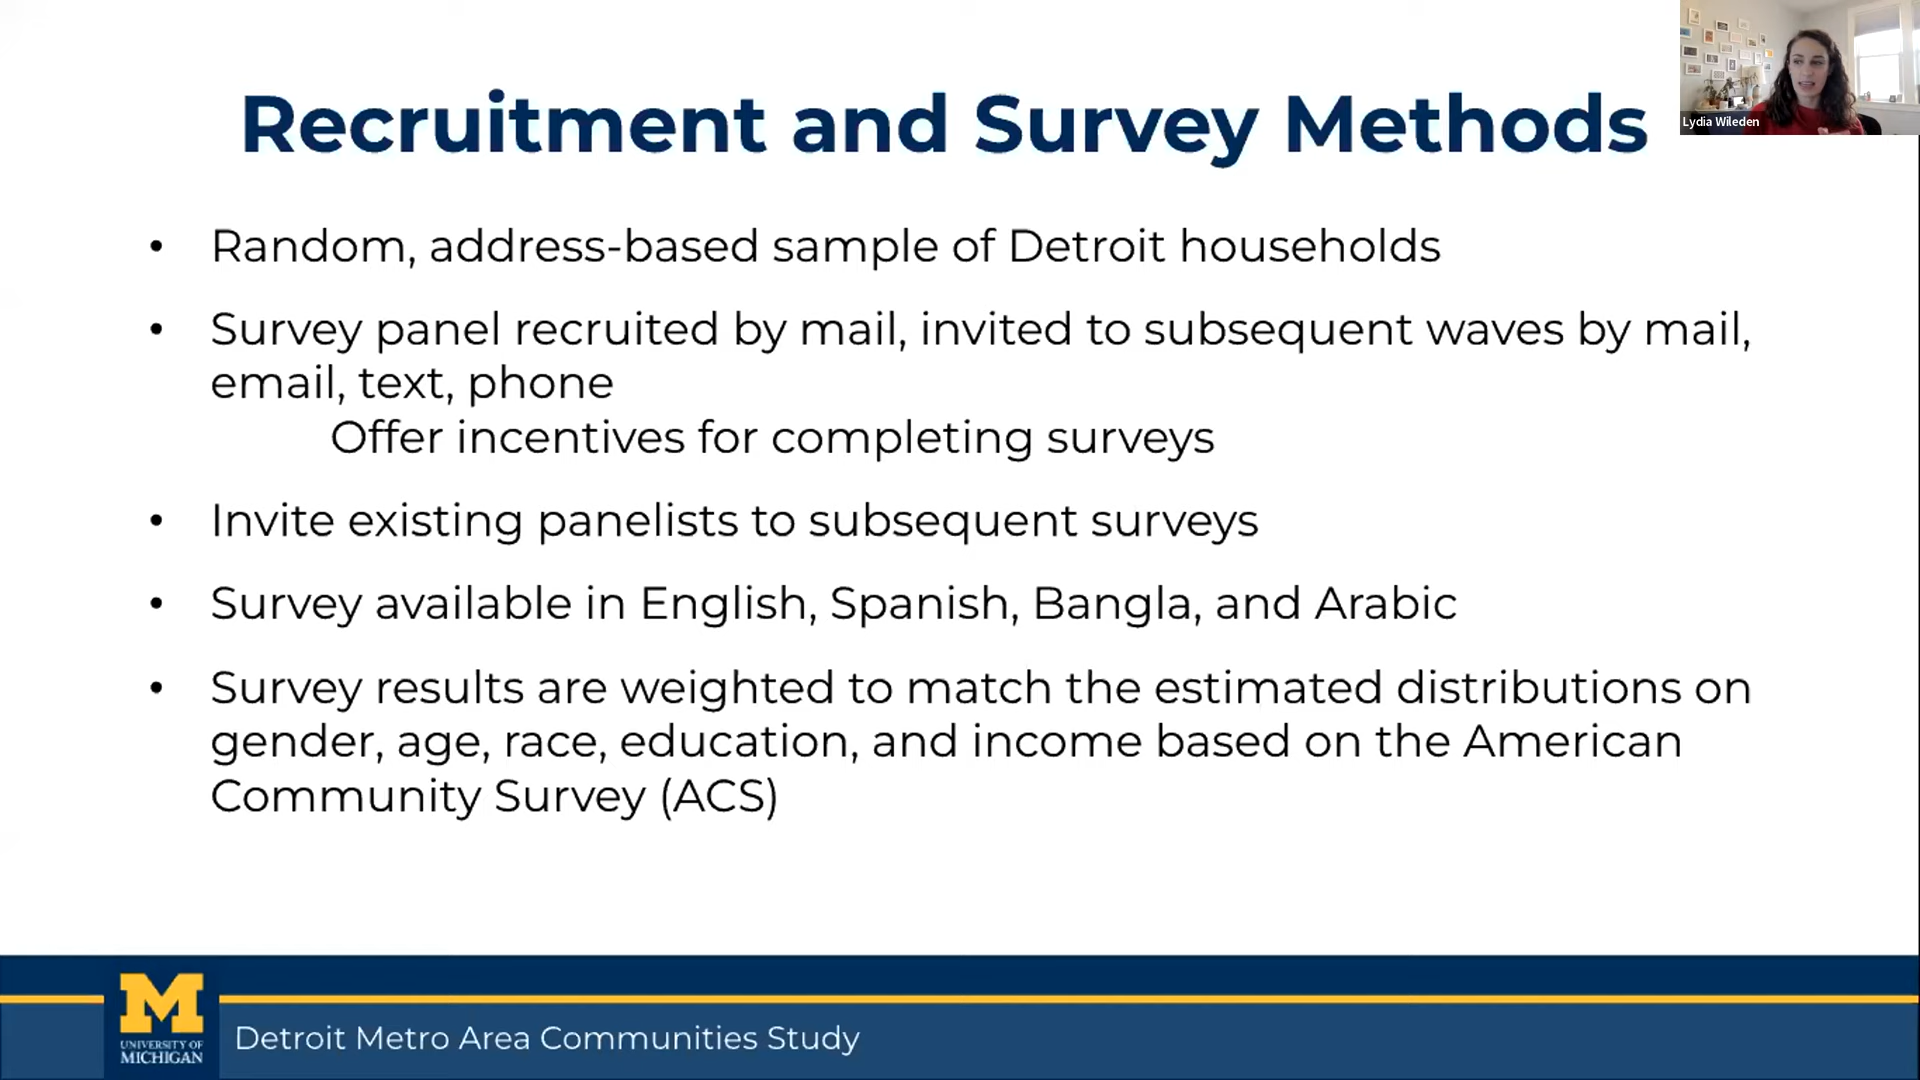 Recruitment and Survey Methods
Lydia Wileden
• Random, address-based sample of Detroit households
• Survey panel recruited by mail, invited to subsequent waves by mail,
email, text, phone
Offer incentives for completing surveys
• Invite existing panelists to subsequent surveys
• Survey available in English, Spanish, Bangla, and Arabic
• Survey results are weighted to match the estimated distributions on
gender, age, race, education, and income based on the American
Community Survey (ACS)
M
UNIVERSITY OF
MICHIGAN
Detroit Metro Area Communities Study